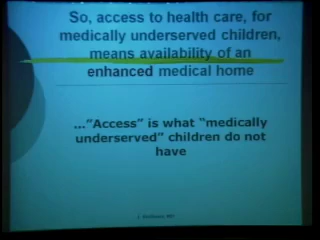 So, access to health care, for
medically underserved children,
means availability of an
enhanced medical home
..."Access" is what "medically
underserved" children do not
have